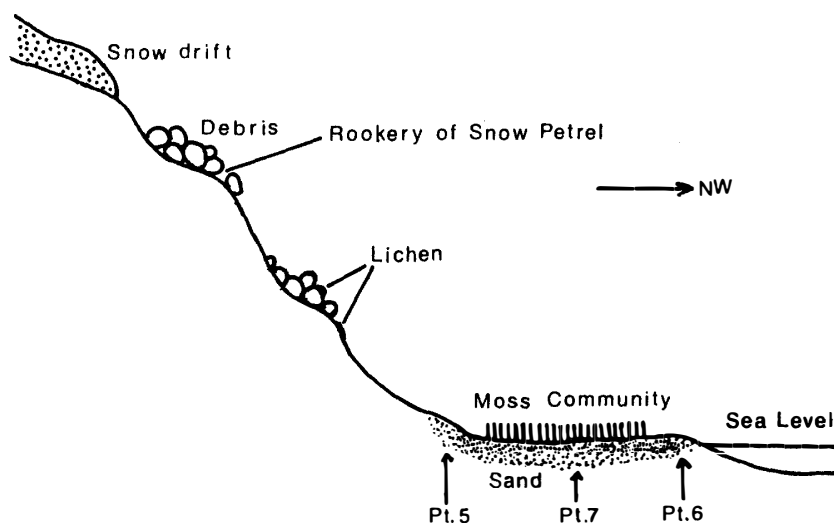 Snow drift
Debris
Rookery of Snow Petrel
NW
Lichen
Moss Community
Sea Level
Sand
Pt.5
Pt.7
Pt.6